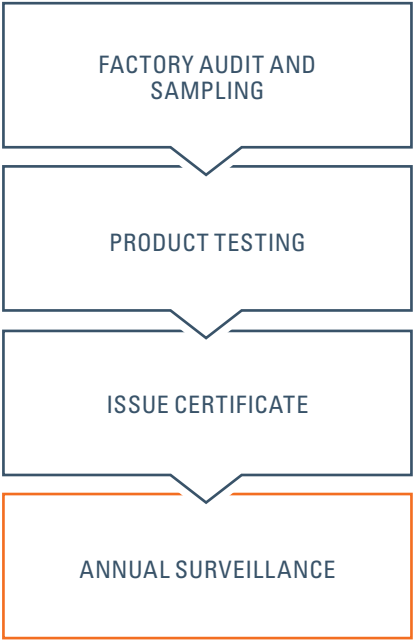 FACTORY AUDIT AND
SAMPLING
PRODUCT TESTING
ISSUE CERTIFICATE
ANNUAL SURVEILLANCE